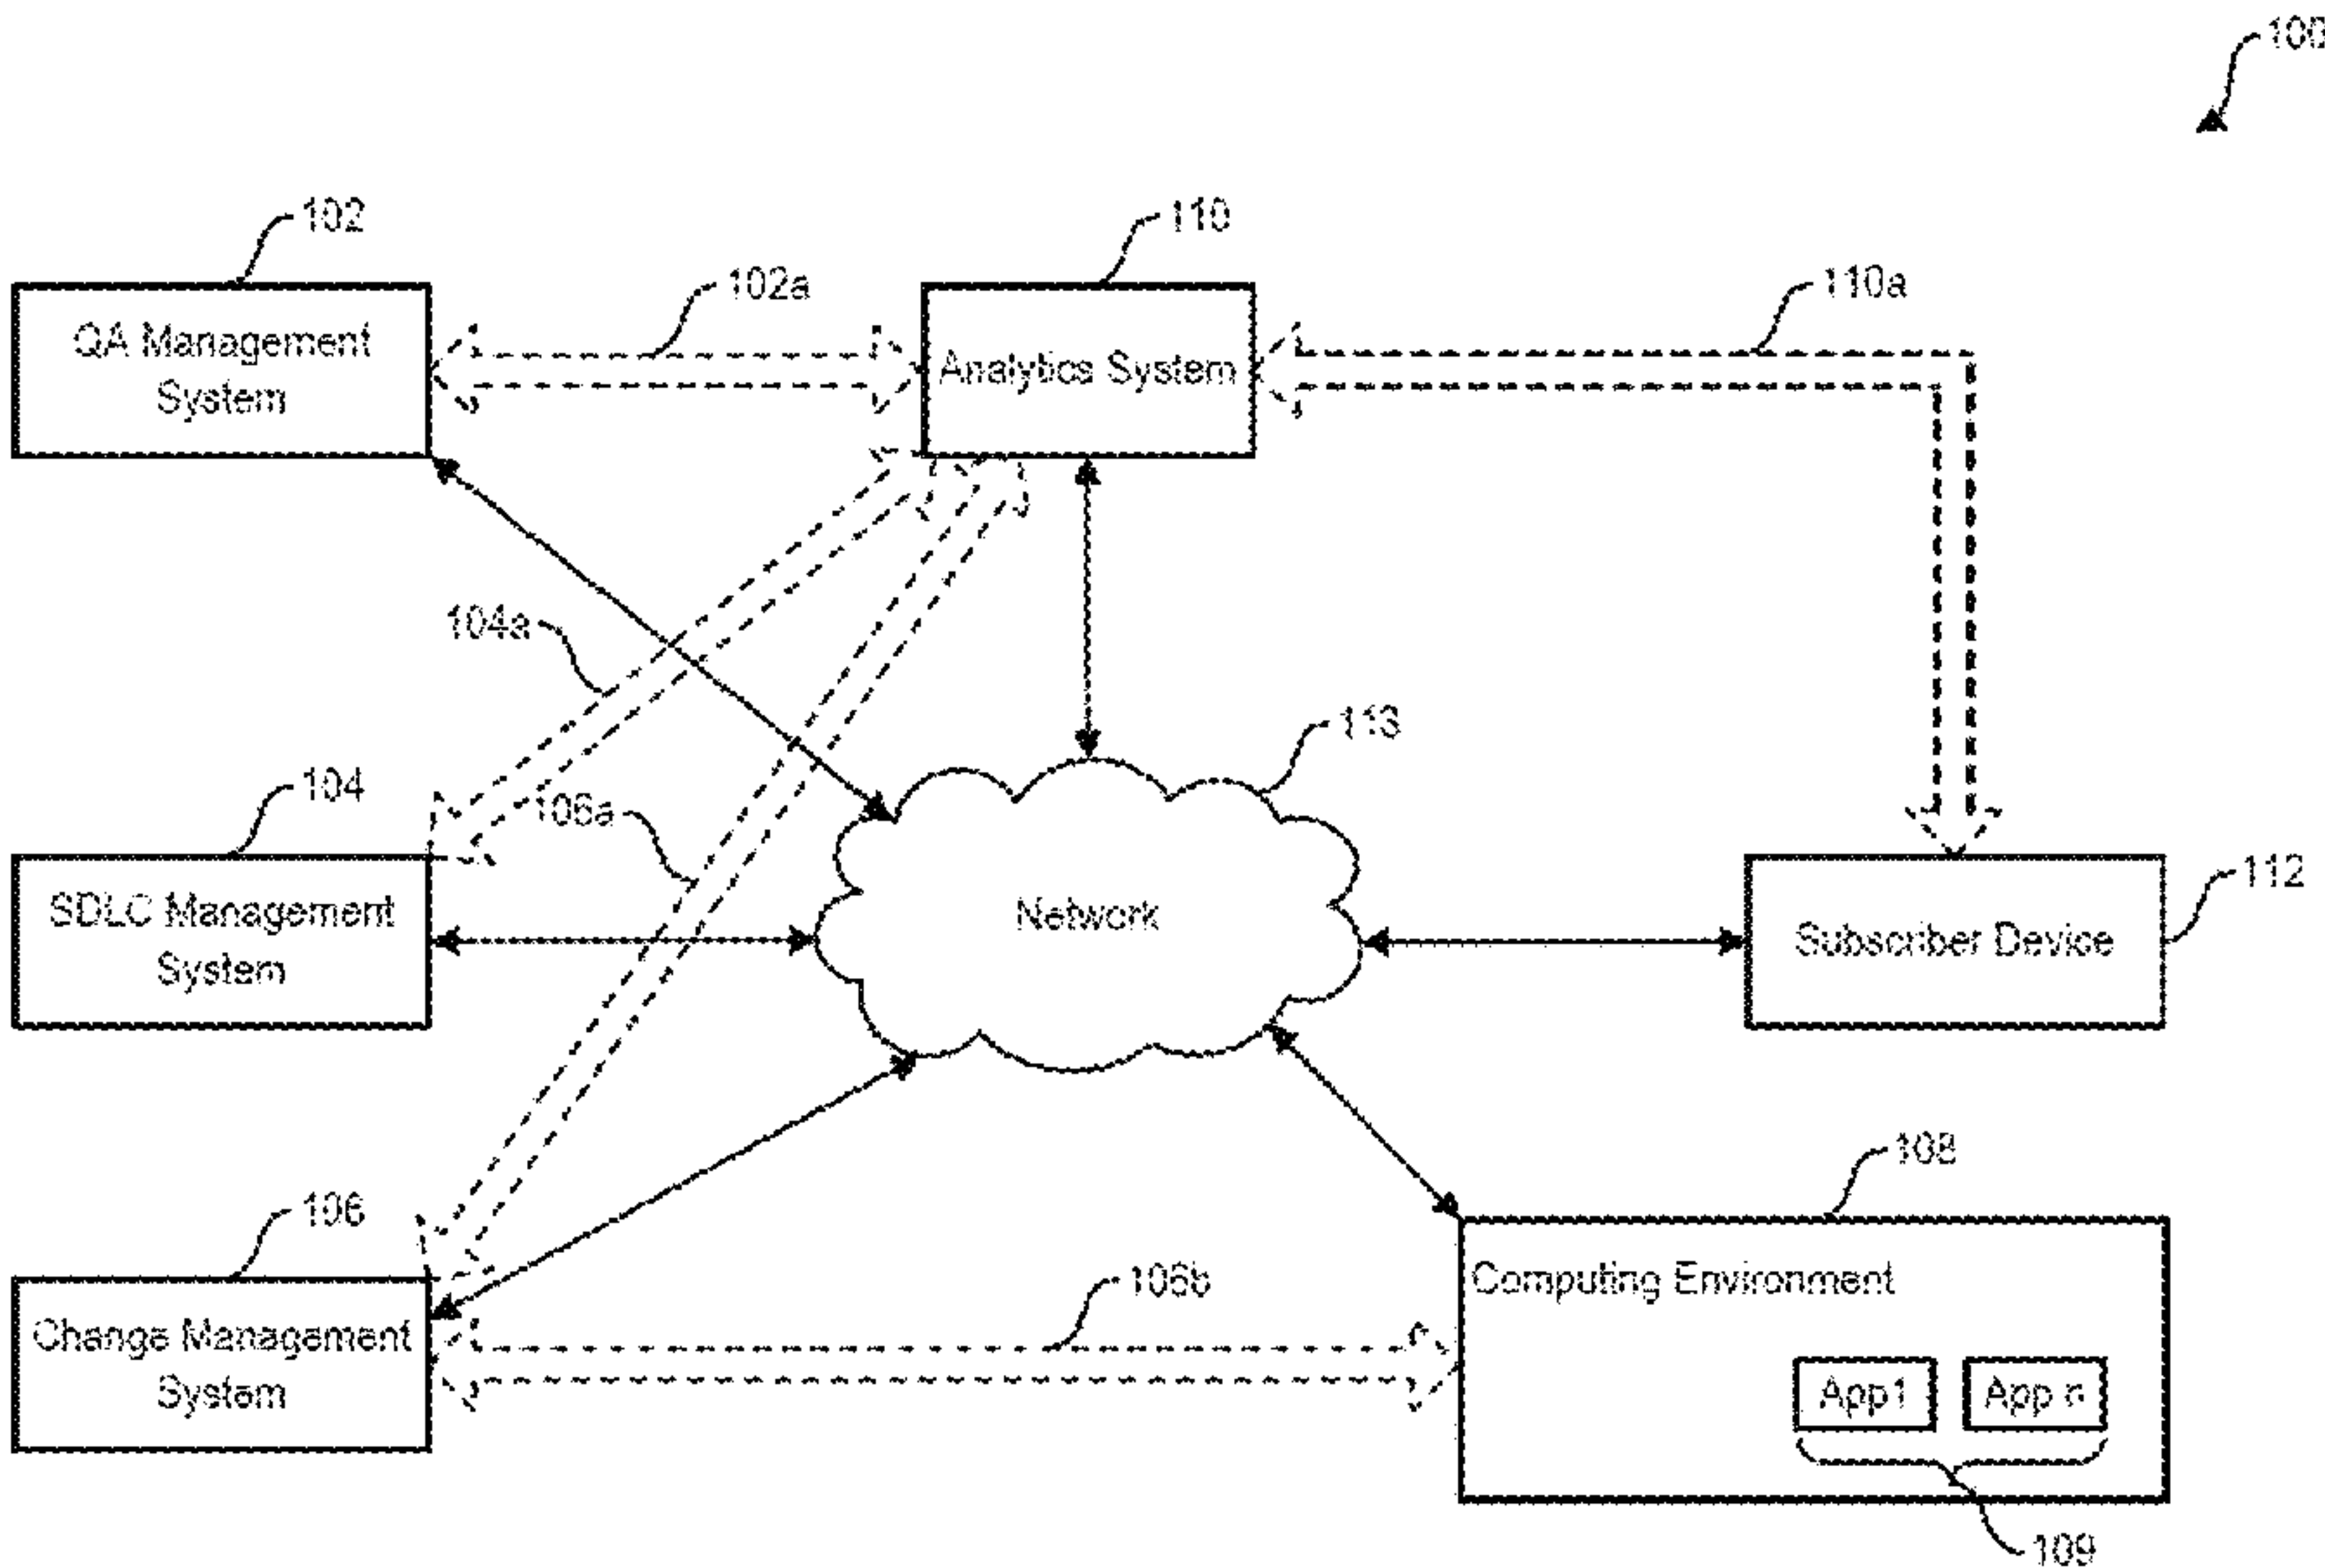 100
102
110
102a
110a
QA Management
System
Analytics System
104a
113
104
106a
112
SDLC Management
System
Network
Subscriber Device
108
106
106b
Computing Environment
Change Management
System
App1
App n
109